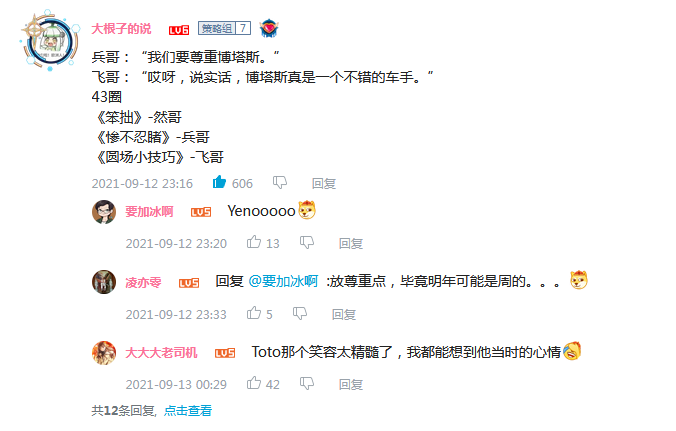 大根子的说 LV6 策略组 7
兵哥：“我们要尊重博塔斯。”
飞哥：“哎呀，说实话，博塔斯真是一个不错的车手。”
43圈
《笨拙》-然哥
《惨不忍睹》-兵哥
《圆场小技巧》-飞哥
2021-09-12 23:16 606 回复
要加冰啊 LV5 Yenooooo
2021-09-12 23:20 13 回复
凌亦零 LV5 回复 @要加冰啊 :放尊重点，毕竟明年可能是周的。。。
2021-09-12 23:33 5 回复
大大大老司机 LV5 Toto那个笑容太精髓了，我都能想到他当时的心情
2021-09-13 00:29 42 回复
共12条回复, 点击查看